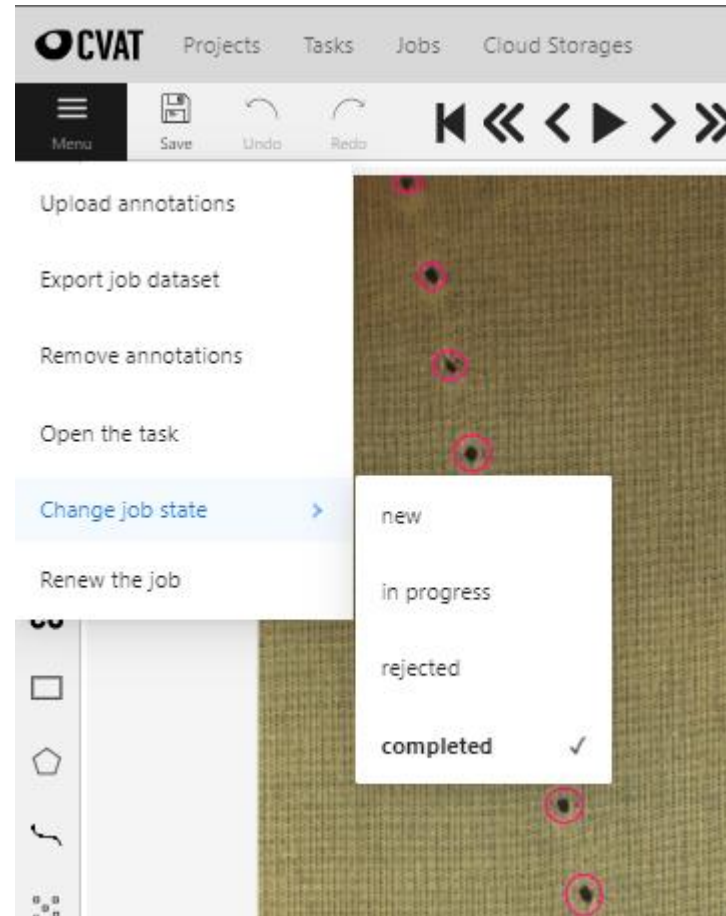 CVAT Projects Tasks Jobs Cloud Storages
Menu Save Undo Redo
Upload annotations
Export job dataset
Remove annotations
Open the task
Change job state
new
Renew the job
in progress
rejected
completed